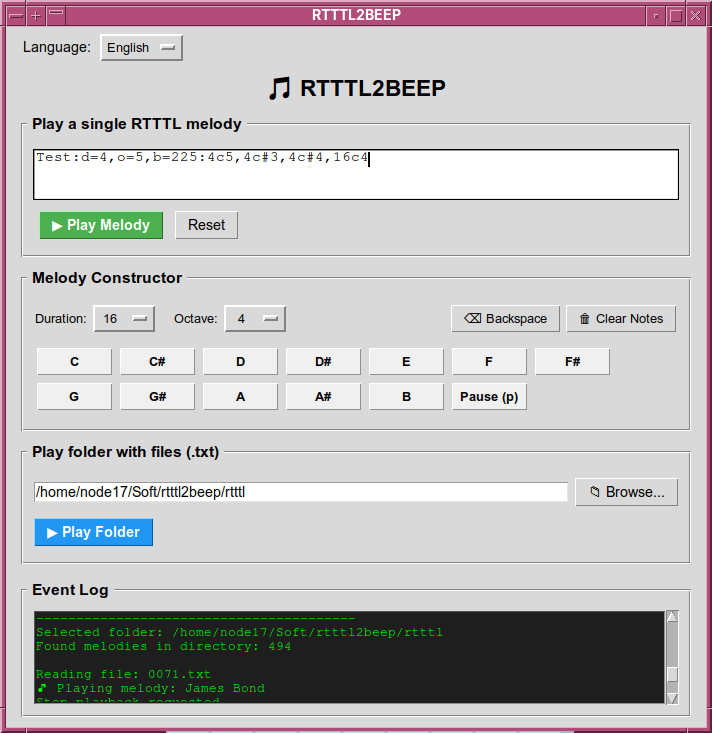 RTTTL2BEEP
Language: English
🎵 RTTTL2BEEP
Play a single RTTTL melody
Test:d=4,o=5,b=225:4c5,4c#3,4c#4,16c4
▶ Play Melody Reset
Melody Constructor
Duration: 16 Octave: 4 ⌫ Backspace 🗑 Clear Notes
C C# D D# E F F#
G G# A A# B Pause (p)
Play folder with files (.txt)
/home/node17/Soft/rtttl2beep/rtttl 📁 Browse...
▶ Play Folder
Event Log
----------------------------------------
Selected folder: /home/node17/Soft/rtttl2beep/rtttl
Found melodies in directory: 494
Reading file: 0071.txt
🎵 Playing melody: James Bond
Stop playback requested